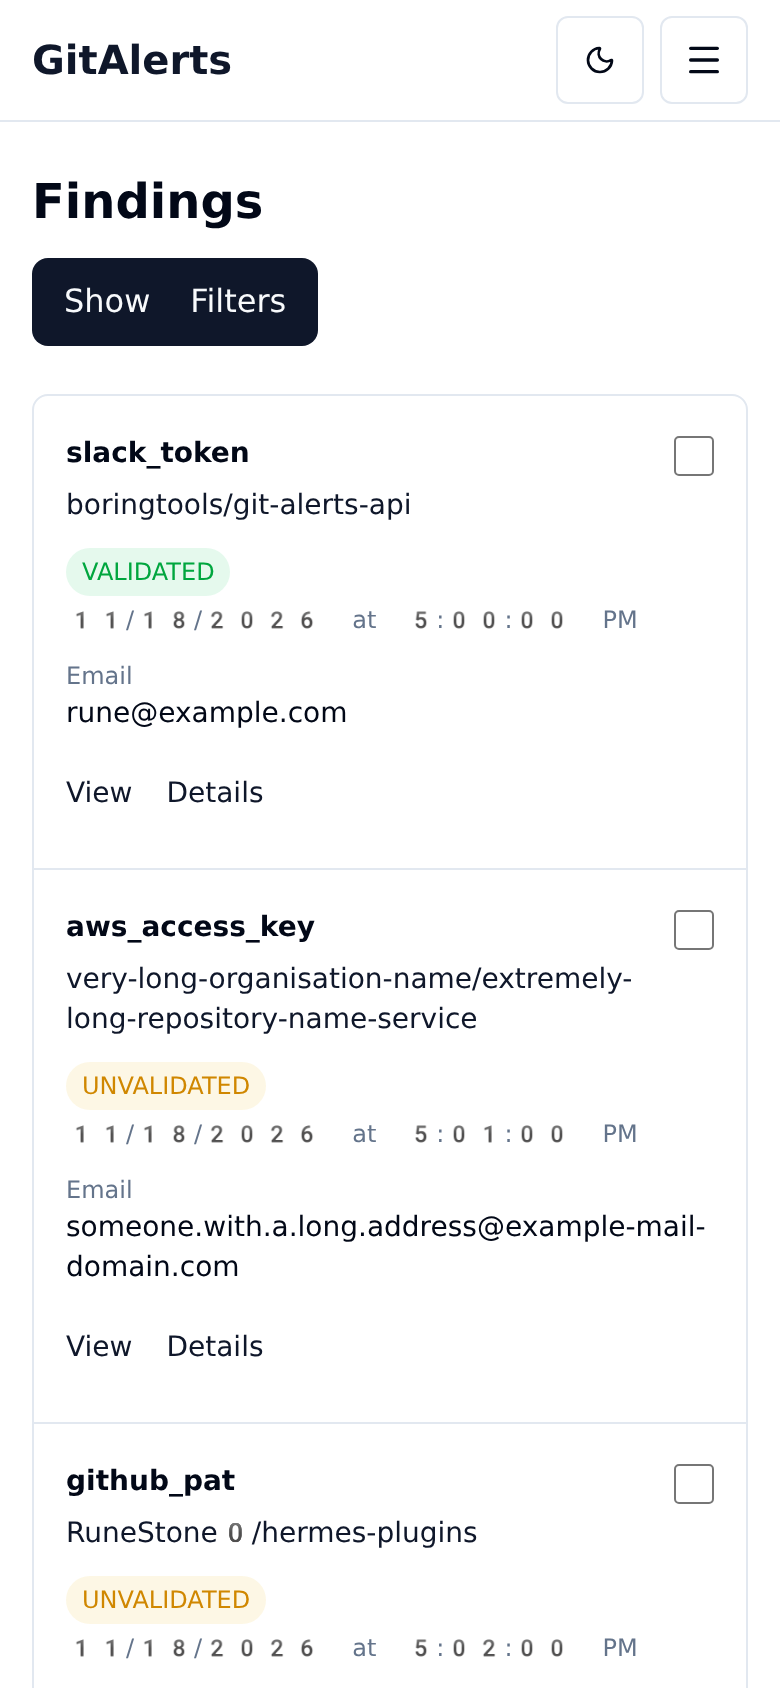 GitAlerts
Findings
Show Filters
slack_token
boringtools/git-alerts-api
VALIDATED
11/18/2026 at 5:00:00 PM
Email
rune@example.com
View Details
aws_access_key
very-long-organisation-name/extremely-
long-repository-name-service
UNVALIDATED
11/18/2026 at 5:01:00 PM
Email
someone.with.a.long.address@example-mail-
domain.com
View Details
github_pat
RuneStone0/hermes-plugins
UNVALIDATED
11/18/2026 at 5:02:00 PM